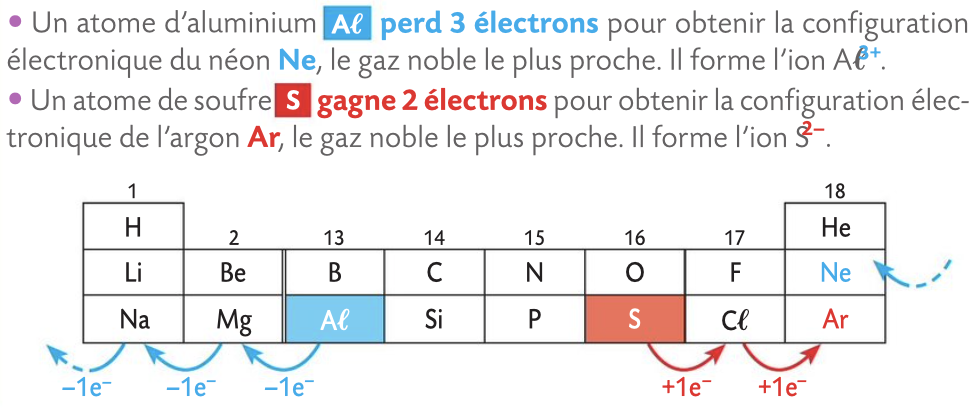 • Un atome d'aluminium Aℓ perd 3 électrons pour obtenir la configuration
électronique du néon Ne, le gaz noble le plus proche. Il forme l'ion Aℓ³⁺.
• Un atome de soufre S gagne 2 électrons pour obtenir la configuration élec-
tronique de l'argon Ar, le gaz noble le plus proche. Il forme l'ion S²⁻.
1 18
H 2 13 14 15 16 17 He
Li Be B C N O F Ne
Na Mg Aℓ Si P S Cℓ Ar
–1e⁻ –1e⁻ –1e⁻ +1e⁻ +1e⁻